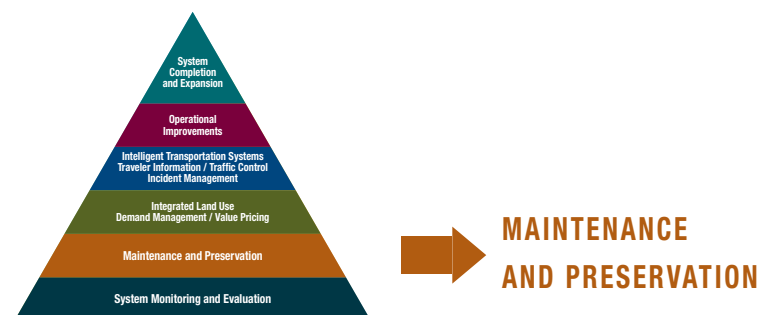 System
Completion
and Expansion
Operational
Improvements
Intelligent Transportation Systems
Traveler Information / Traffic Control
Incident Management
Integrated Land Use
Demand Management / Value Pricing
Maintenance and Preservation
System Monitoring and Evaluation
MAINTENANCE
AND PRESERVATION